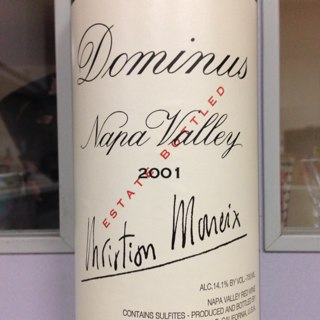 Dominus
Napa Valley
ESTATE BOTTLED
2001
Christian Moueix
ALC. 14.1% BY VOL
NAPA VALLEY RED WINE
CONTAINS SULFITES - PRODUCED AND BOTTLED BY
CALIFORNIA, U.S.A.